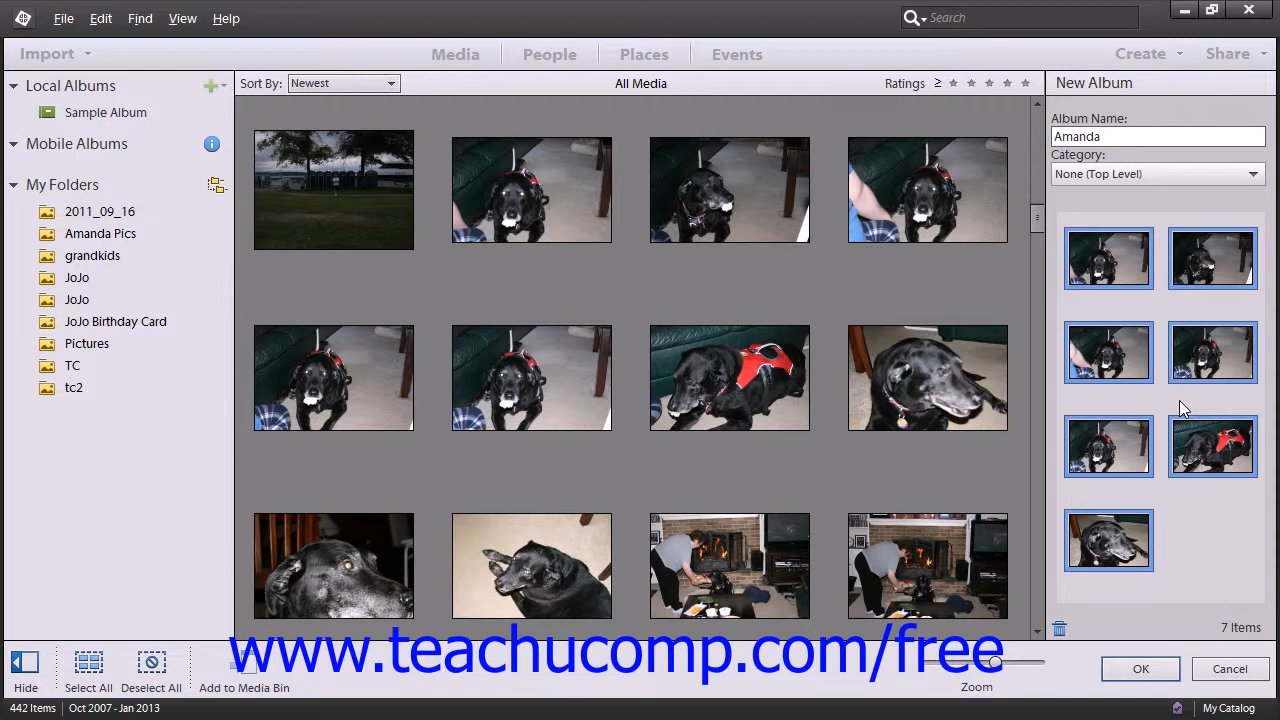 File Edit Find View Help
Search
Import
Media People Places Events
Create Share
Local Albums
Sample Album
Mobile Albums
My Folders
2011_09_16
Amanda Pics
grandkids
JoJo
JoJo
JoJo Birthday Card
Pictures
TC
tc2
Sort By: Newest
All Media
Ratings ≥
New Album
Album Name:
Amanda
Category:
None (Top Level)
7 Items
www.teachucomp.com/free
Hide
Select All
Deselect All
Add to Media Bin
Zoom
OK
Cancel
442 Items Oct 2007 - Jan 2013
My Catalog